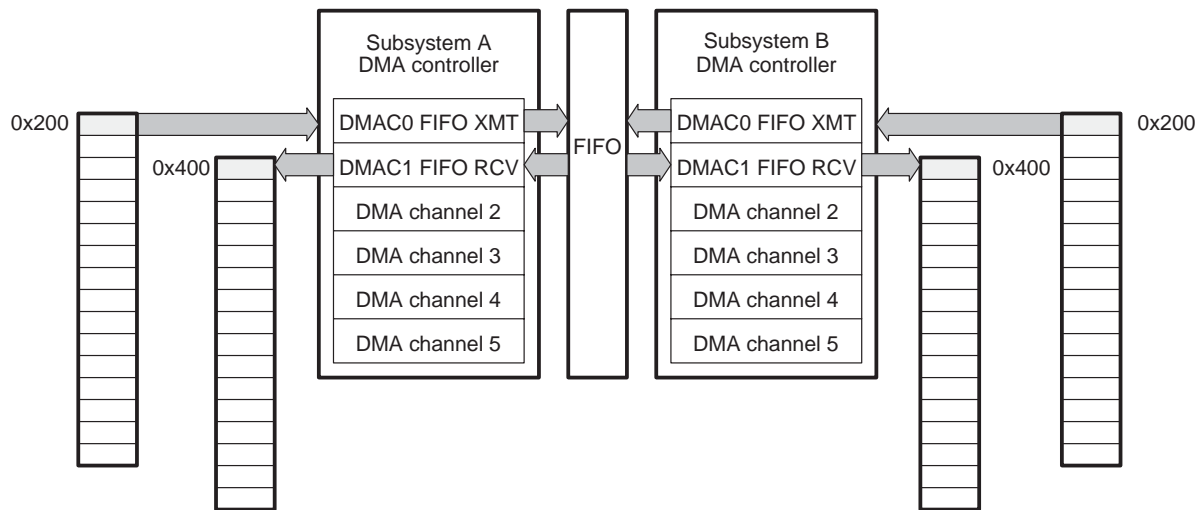 Subsystem A
DMA controller
Subsystem B
DMA controller
0x200
DMAC0 FIFO XMT
FIFO
DMAC0 FIFO XMT
0x200
0x400
DMAC1 FIFO RCV
DMAC1 FIFO RCV
0x400
DMA channel 2
DMA channel 2
DMA channel 3
DMA channel 3
DMA channel 4
DMA channel 4
DMA channel 5
DMA channel 5